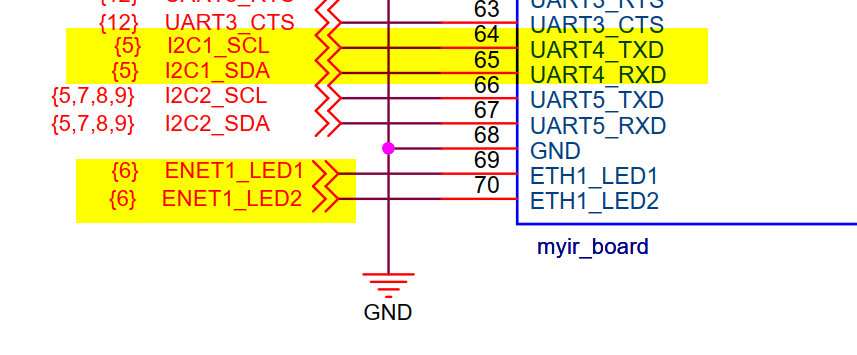 {12} UART3_RTS 63 UART3_RTS
{12} UART3_CTS 64 UART3_CTS
{5} I2C1_SCL 65 UART4_TXD
{5} I2C1_SDA 66 UART4_RXD
{5,7,8,9} I2C2_SCL 67 UART5_TXD
{5,7,8,9} I2C2_SDA 68 UART5_RXD
GND
{6} ENET1_LED1 69 ETH1_LED1
{6} ENET1_LED2 70 ETH1_LED2
myir_board
GND